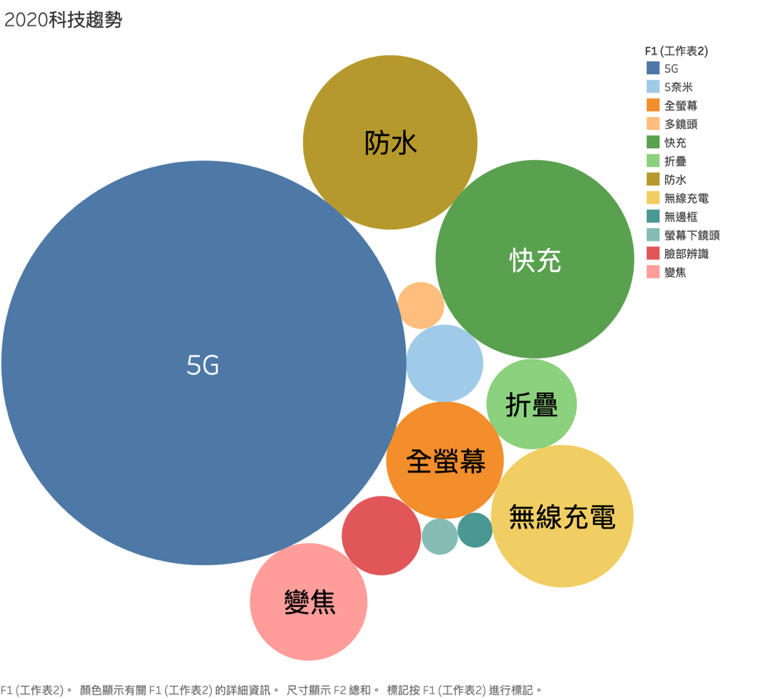 2020科技趨勢
F1 (工作表2)
5G
5奈米
全螢幕
多鏡頭
快充
折疊
防水
無線充電
無邊框
螢幕下鏡頭
臉部辨識
變焦
防水
快充
5G
折疊
全螢幕
無線充電
變焦
F1 (工作表2)。 顏色顯示有關 F1 (工作表2) 的詳細資訊。 尺寸顯示 F2 總和。 標記按 F1 (工作表2) 進行標記。